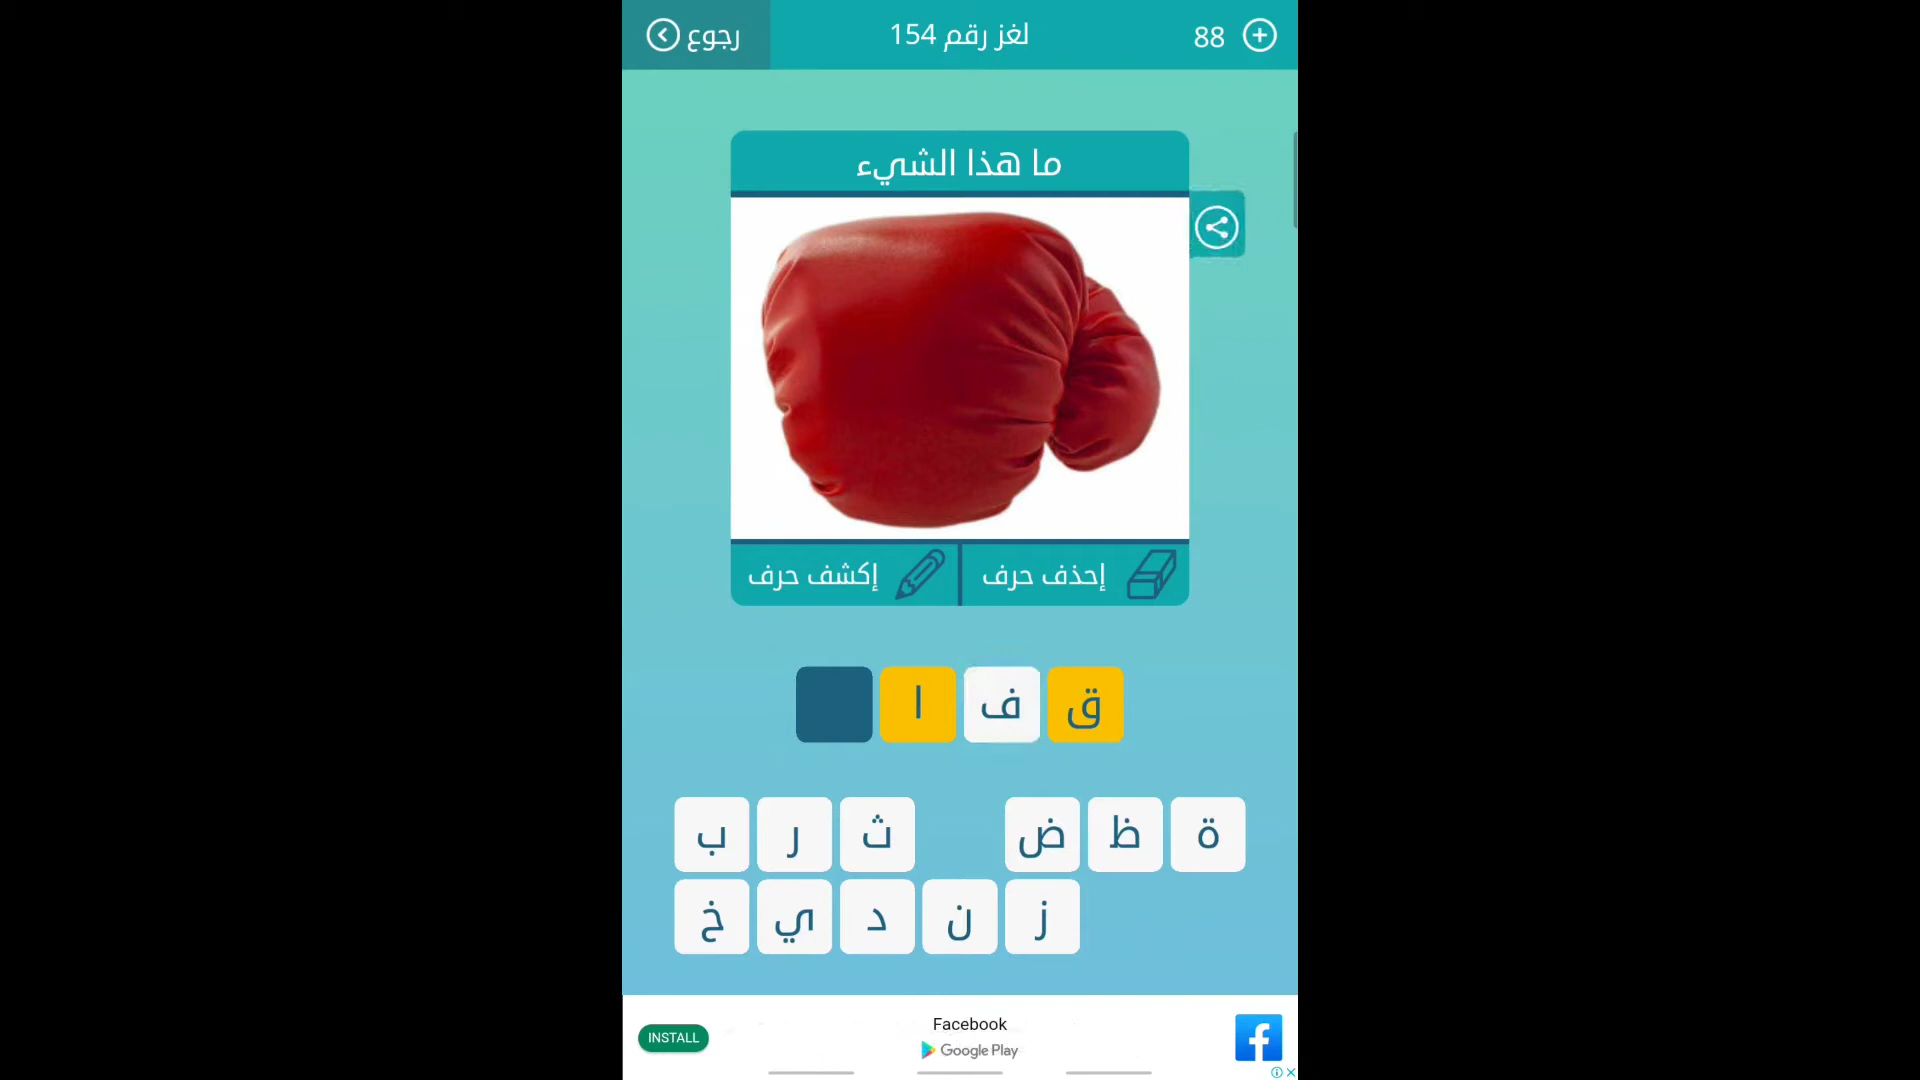 رجوع
لغز رقم 154
88
ما هذا الشيء
إحذف حرف
إكشف حرف
ق ف ا
ة ظ ض ث ر ب
ز ن د ي خ
INSTALL
Facebook
Google Play